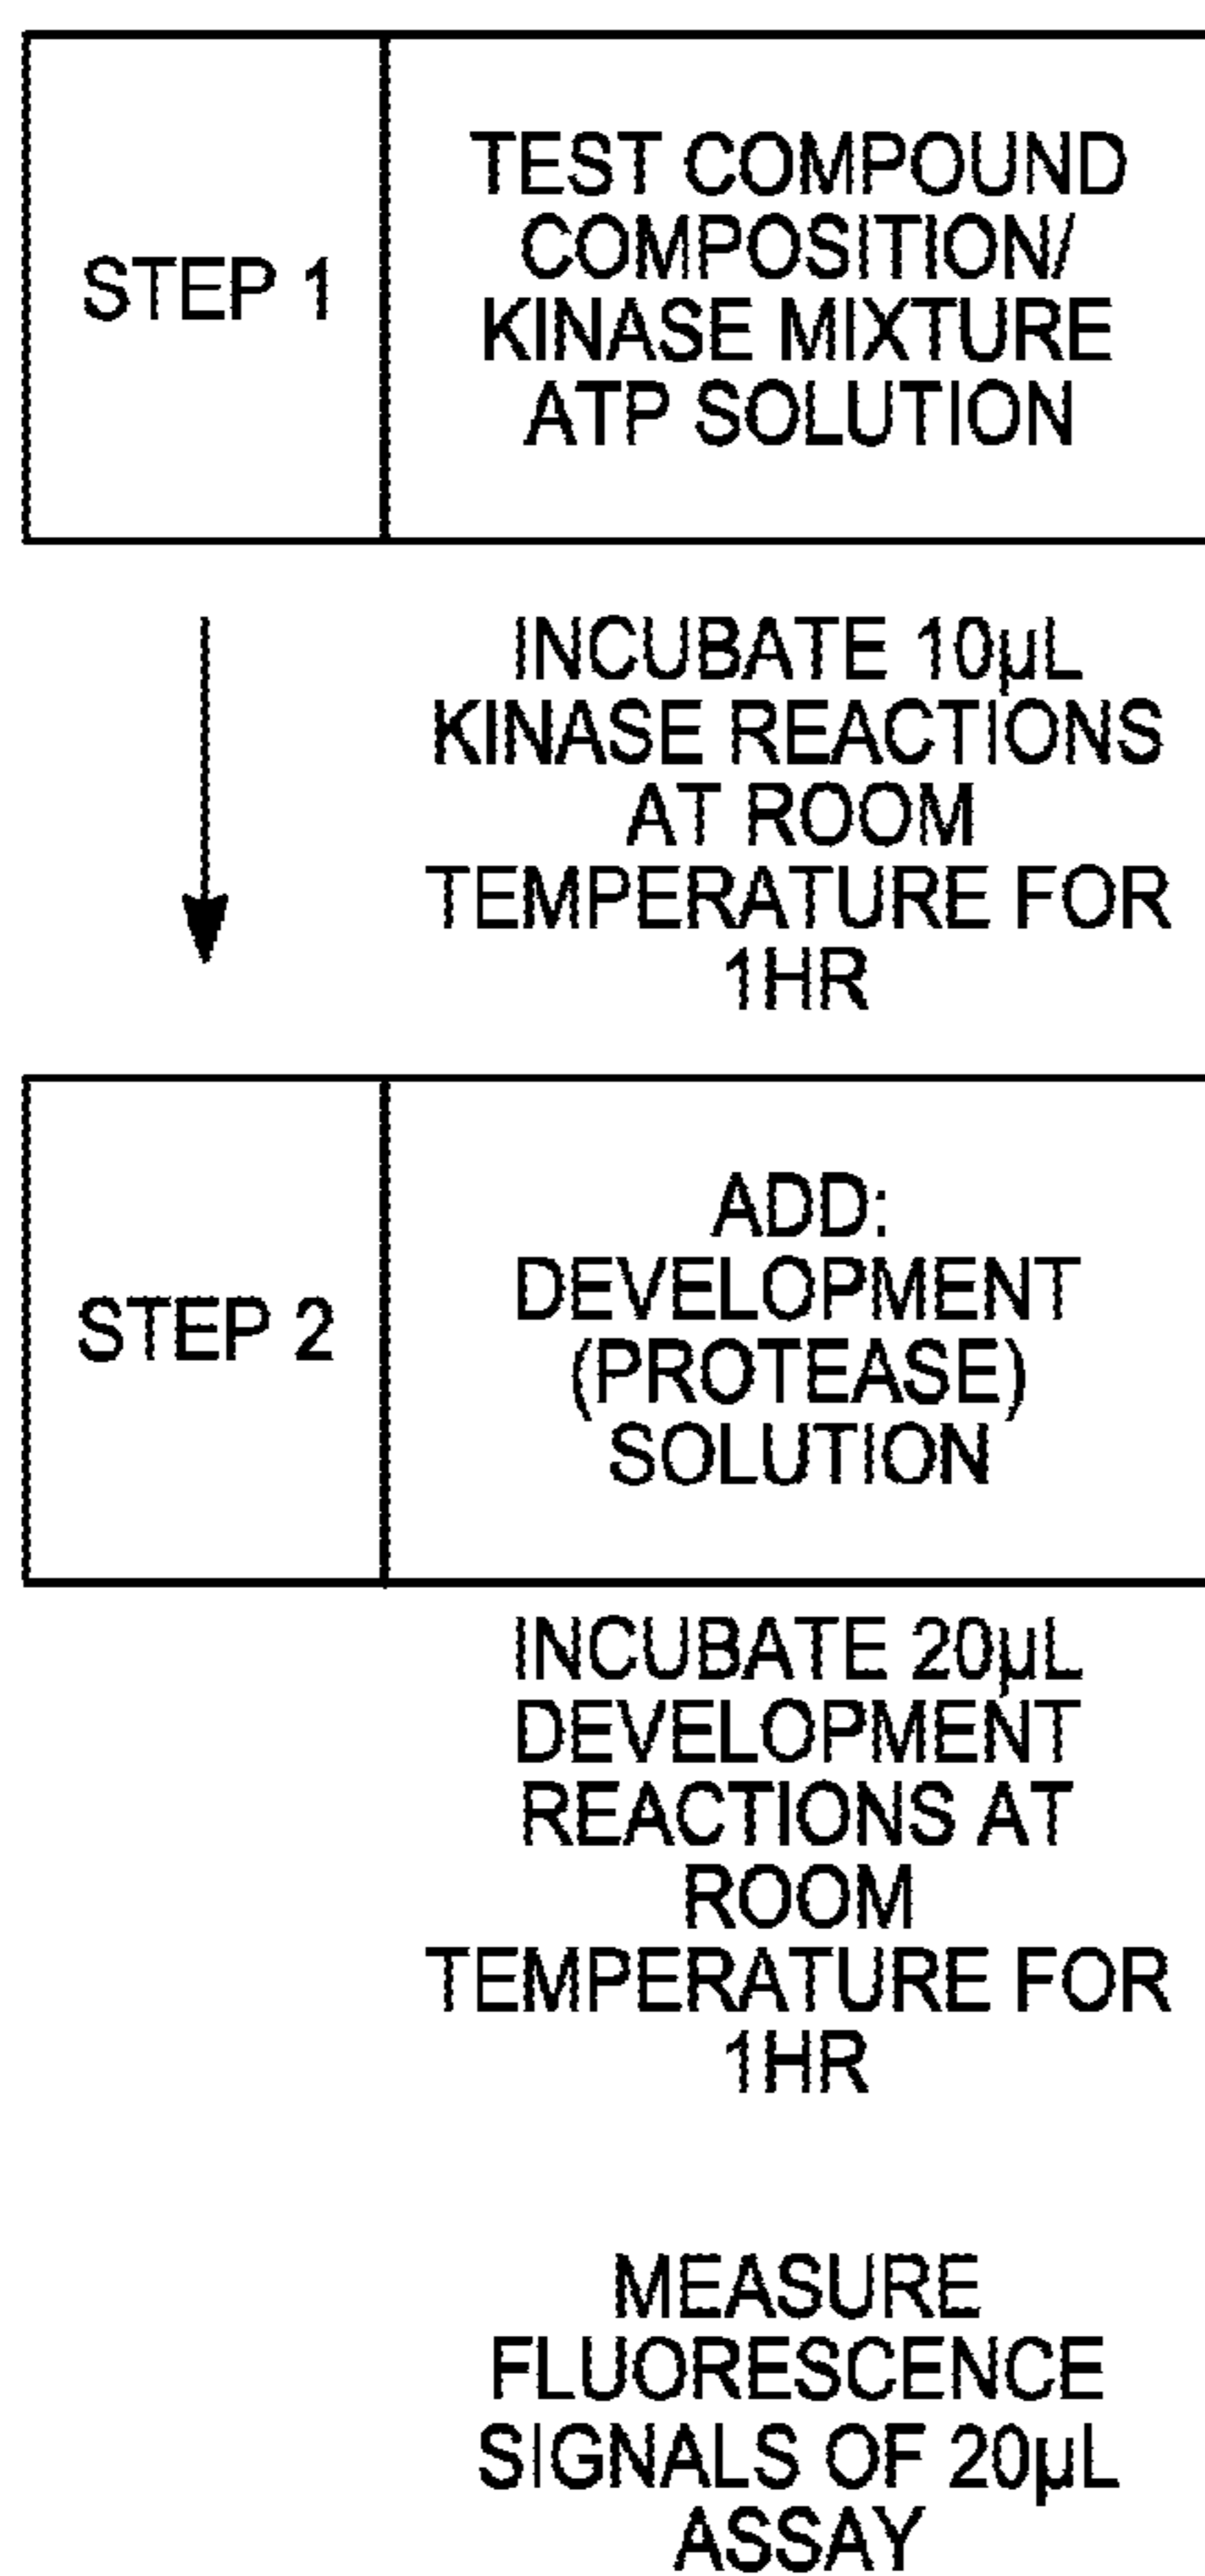 STEP 1
TEST COMPOUND
COMPOSITION/
KINASE MIXTURE
ATP SOLUTION
INCUBATE 10µL
KINASE REACTIONS
AT ROOM
TEMPERATURE FOR
1HR
STEP 2
ADD:
DEVELOPMENT
(PROTEASE)
SOLUTION
INCUBATE 20µL
DEVELOPMENT
REACTIONS AT
ROOM
TEMPERATURE FOR
1HR
MEASURE
FLUORESCENCE
SIGNALS OF 20µL
ASSAY